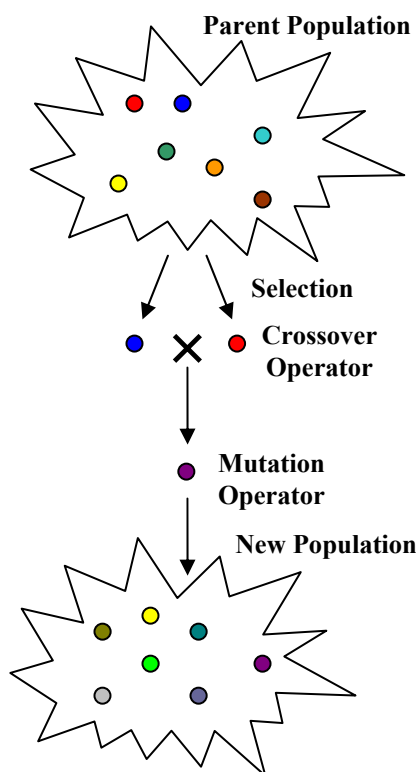 Parent Population
Selection
Crossover
Operator
Mutation
Operator
New Population